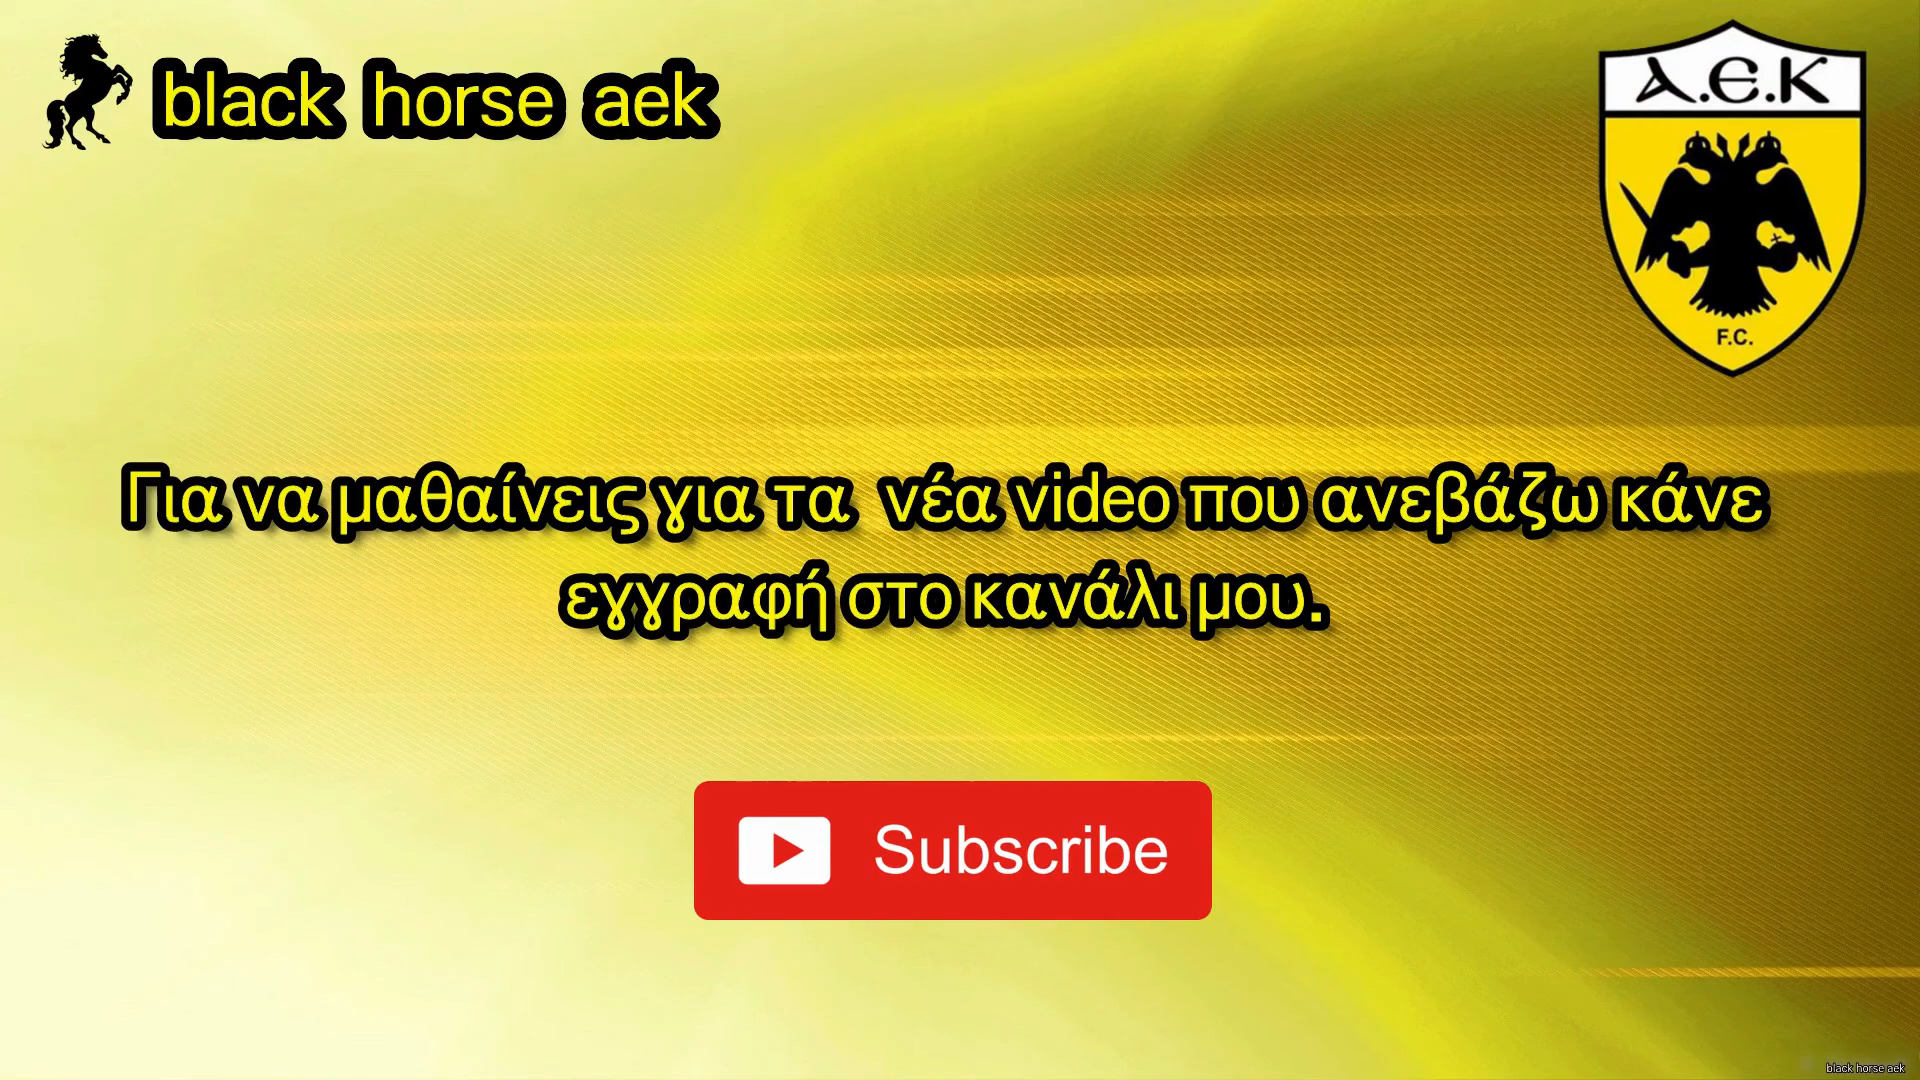 black horse aek
Α.Ε.Κ
F.C.
Για να μαθαίνεις για τα νέα video που ανεβάζω κάνε
εγγραφή στο κανάλι μου.
Subscribe
black horse aek